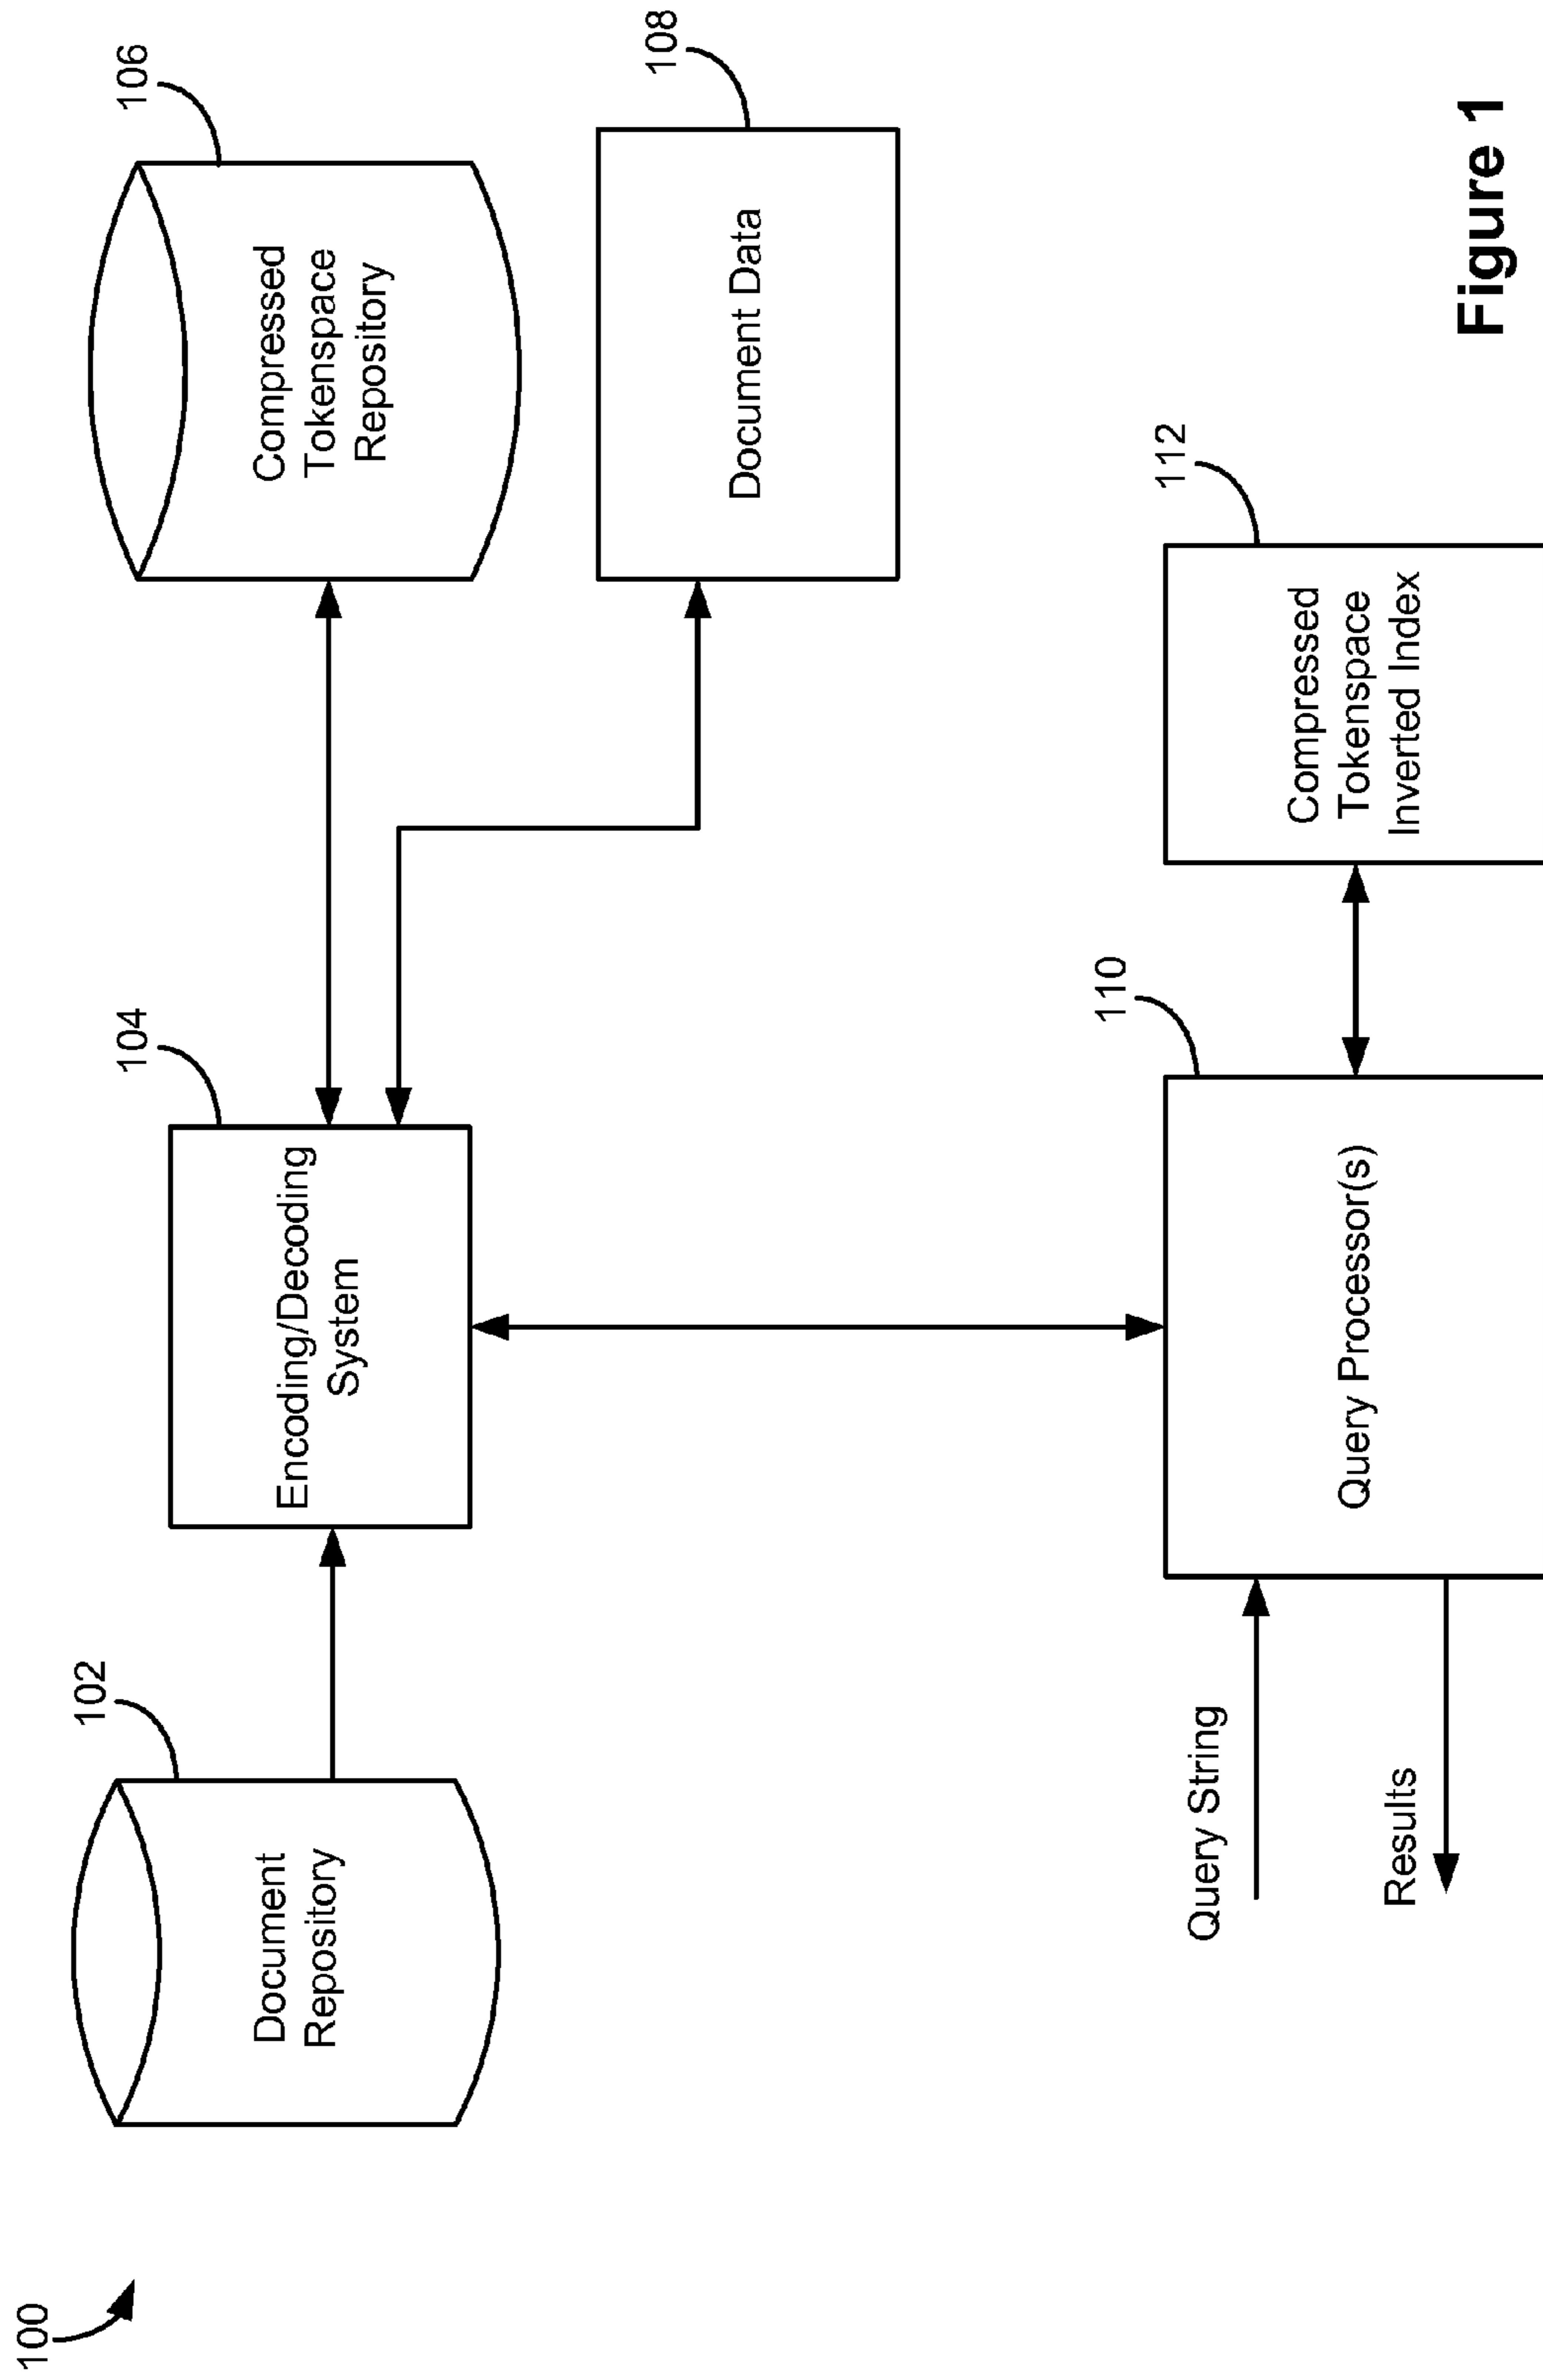 100
102
Document
Repository
104
Encoding/Decoding
System
106
Compressed
Tokenspace
Repository
108
Document Data
110
Query Processor(s)
Query String
Results
112
Compressed
Tokenspace
Inverted Index
Figure 1